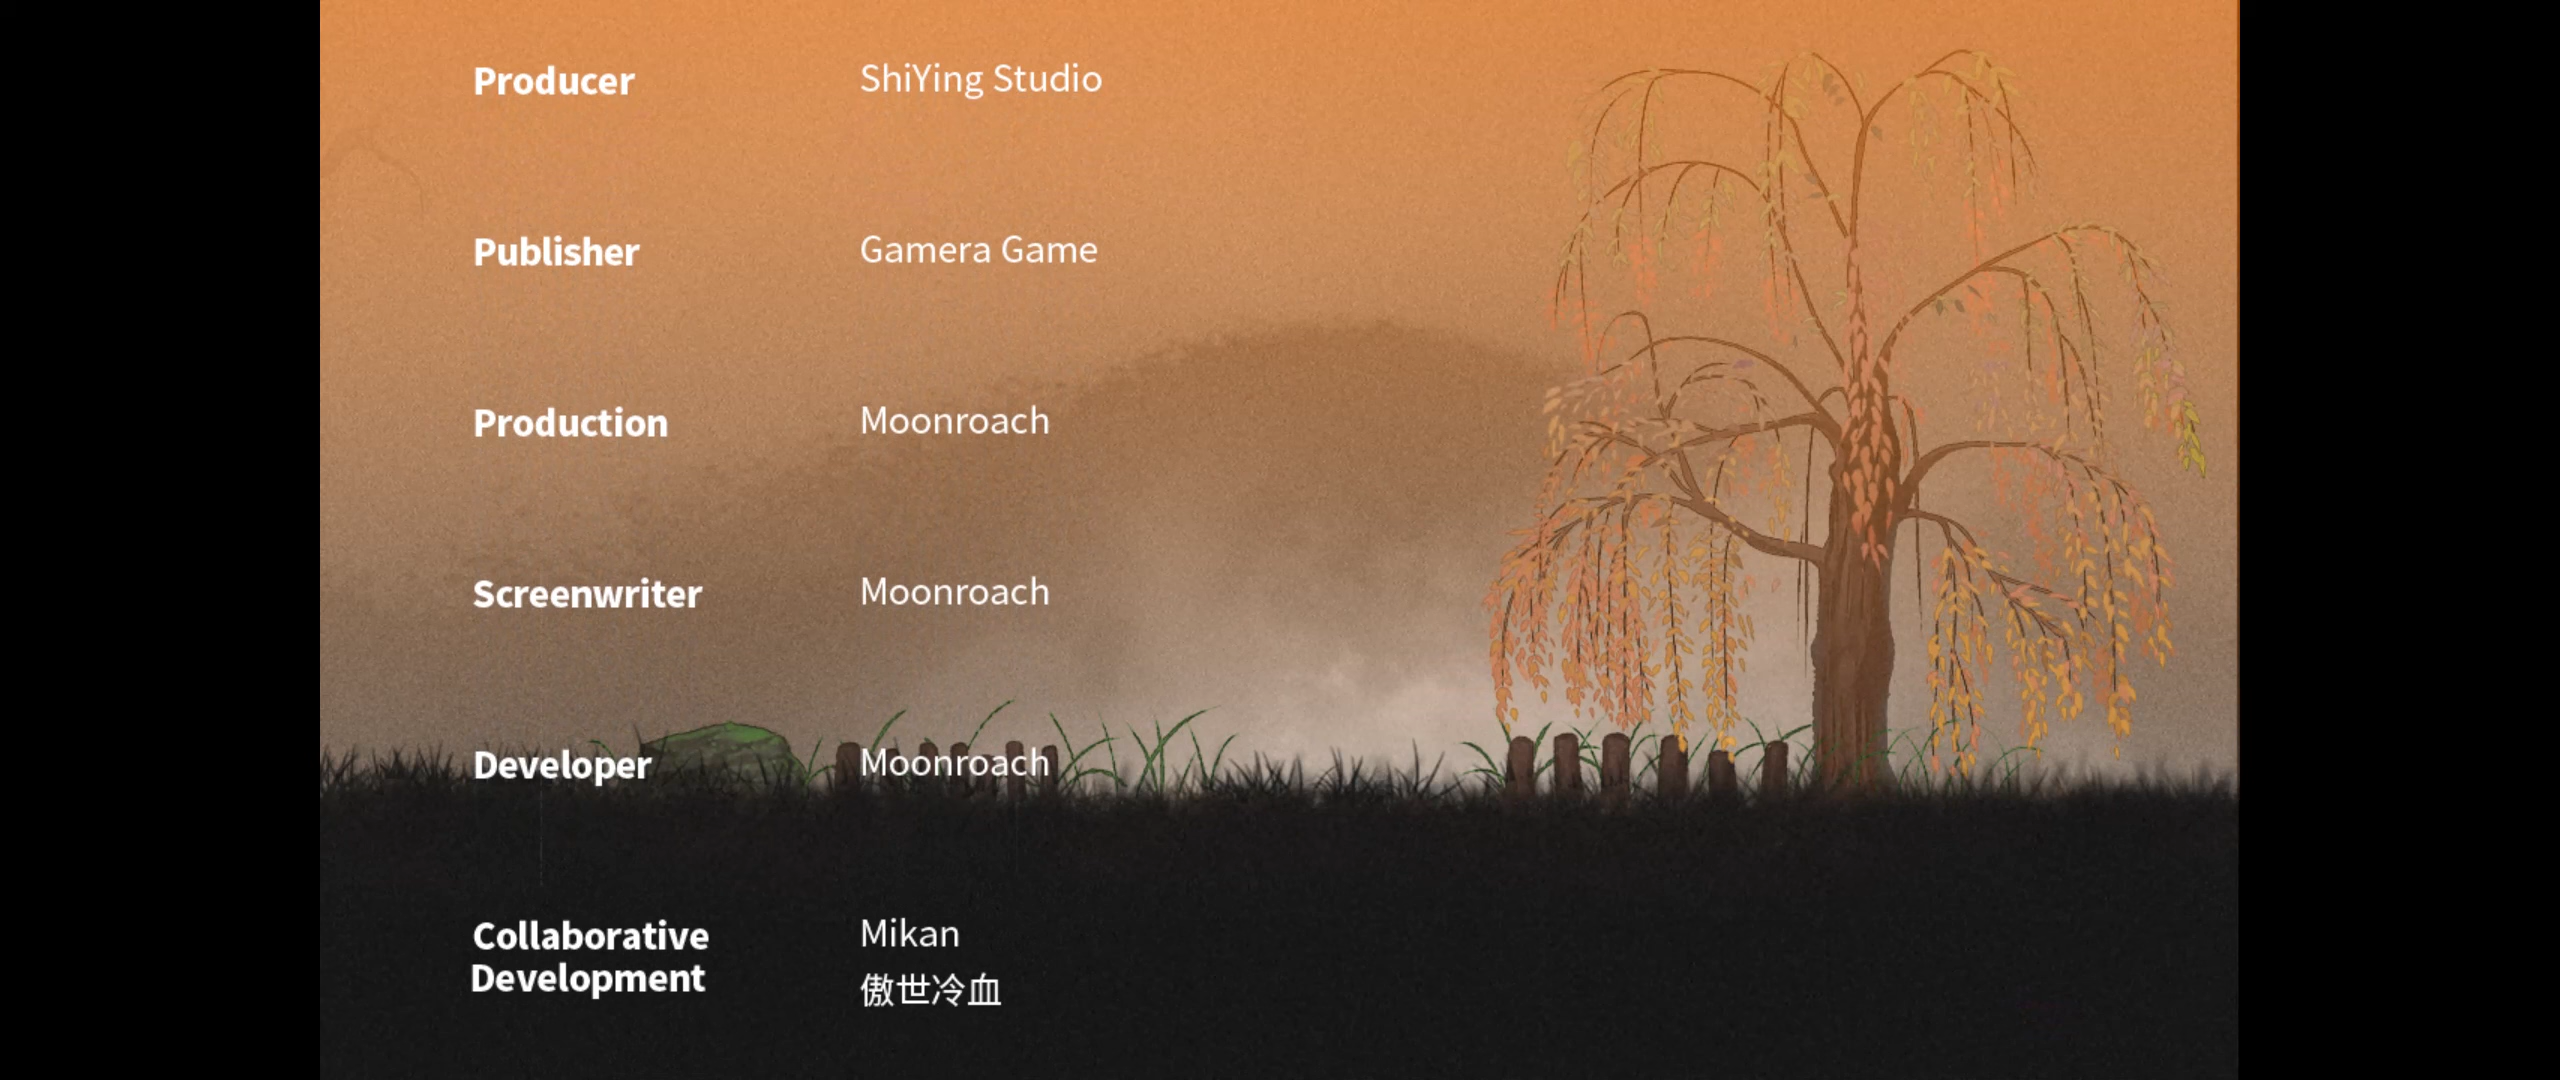 Producer ShiYing Studio
Publisher Gamera Game
Production Moonroach
Screenwriter Moonroach
Developer Moonroach
Collaborative Mikan
Development 傲世冷血